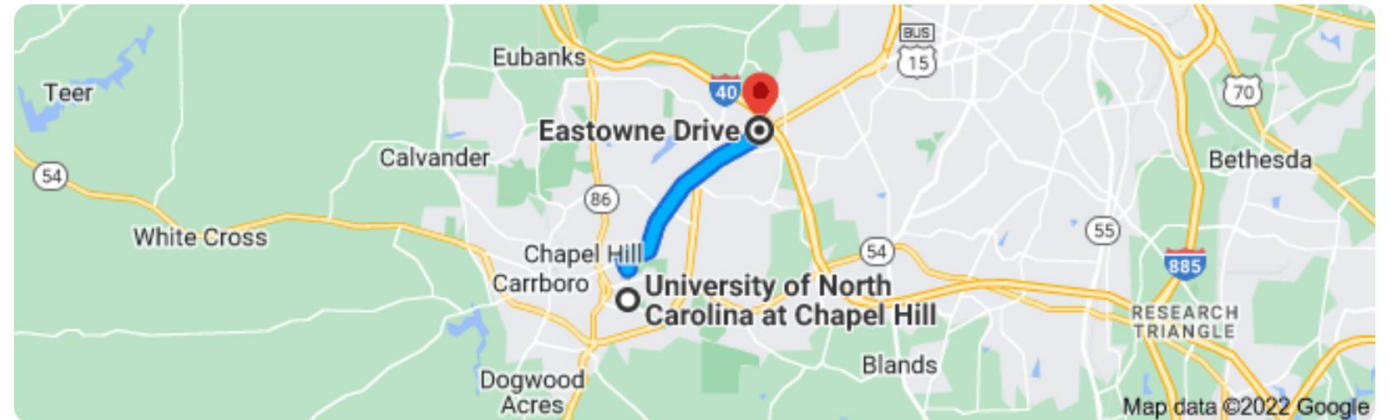 Eubanks
BUS
15
Teer
40
70
Eastowne Drive
Calvander
Bethesda
54
86
White Cross
55
Chapel Hill
54
Carrboro
885
University of North
Carolina at Chapel Hill
RESEARCH
TRIANGLE
Blands
Dogwood
Acres
Map data ©2022 Google